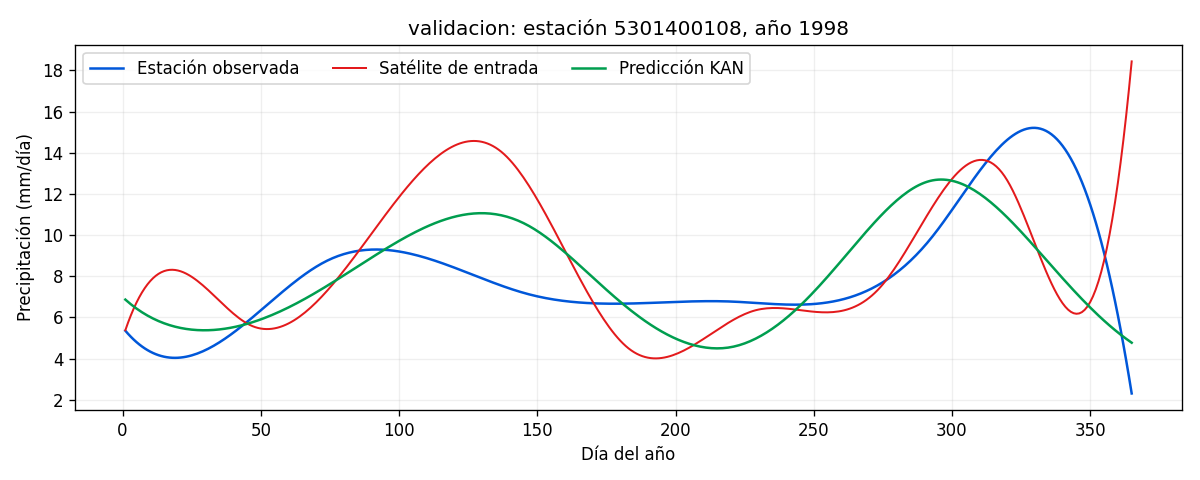 validacion: estación 5301400108, año 1998
Estación observada Satélite de entrada Predicción KAN
Precipitación (mm/día)
18
16
14
12
10
8
6
4
2
0 50 100 150 200 250 300 350
Día del año